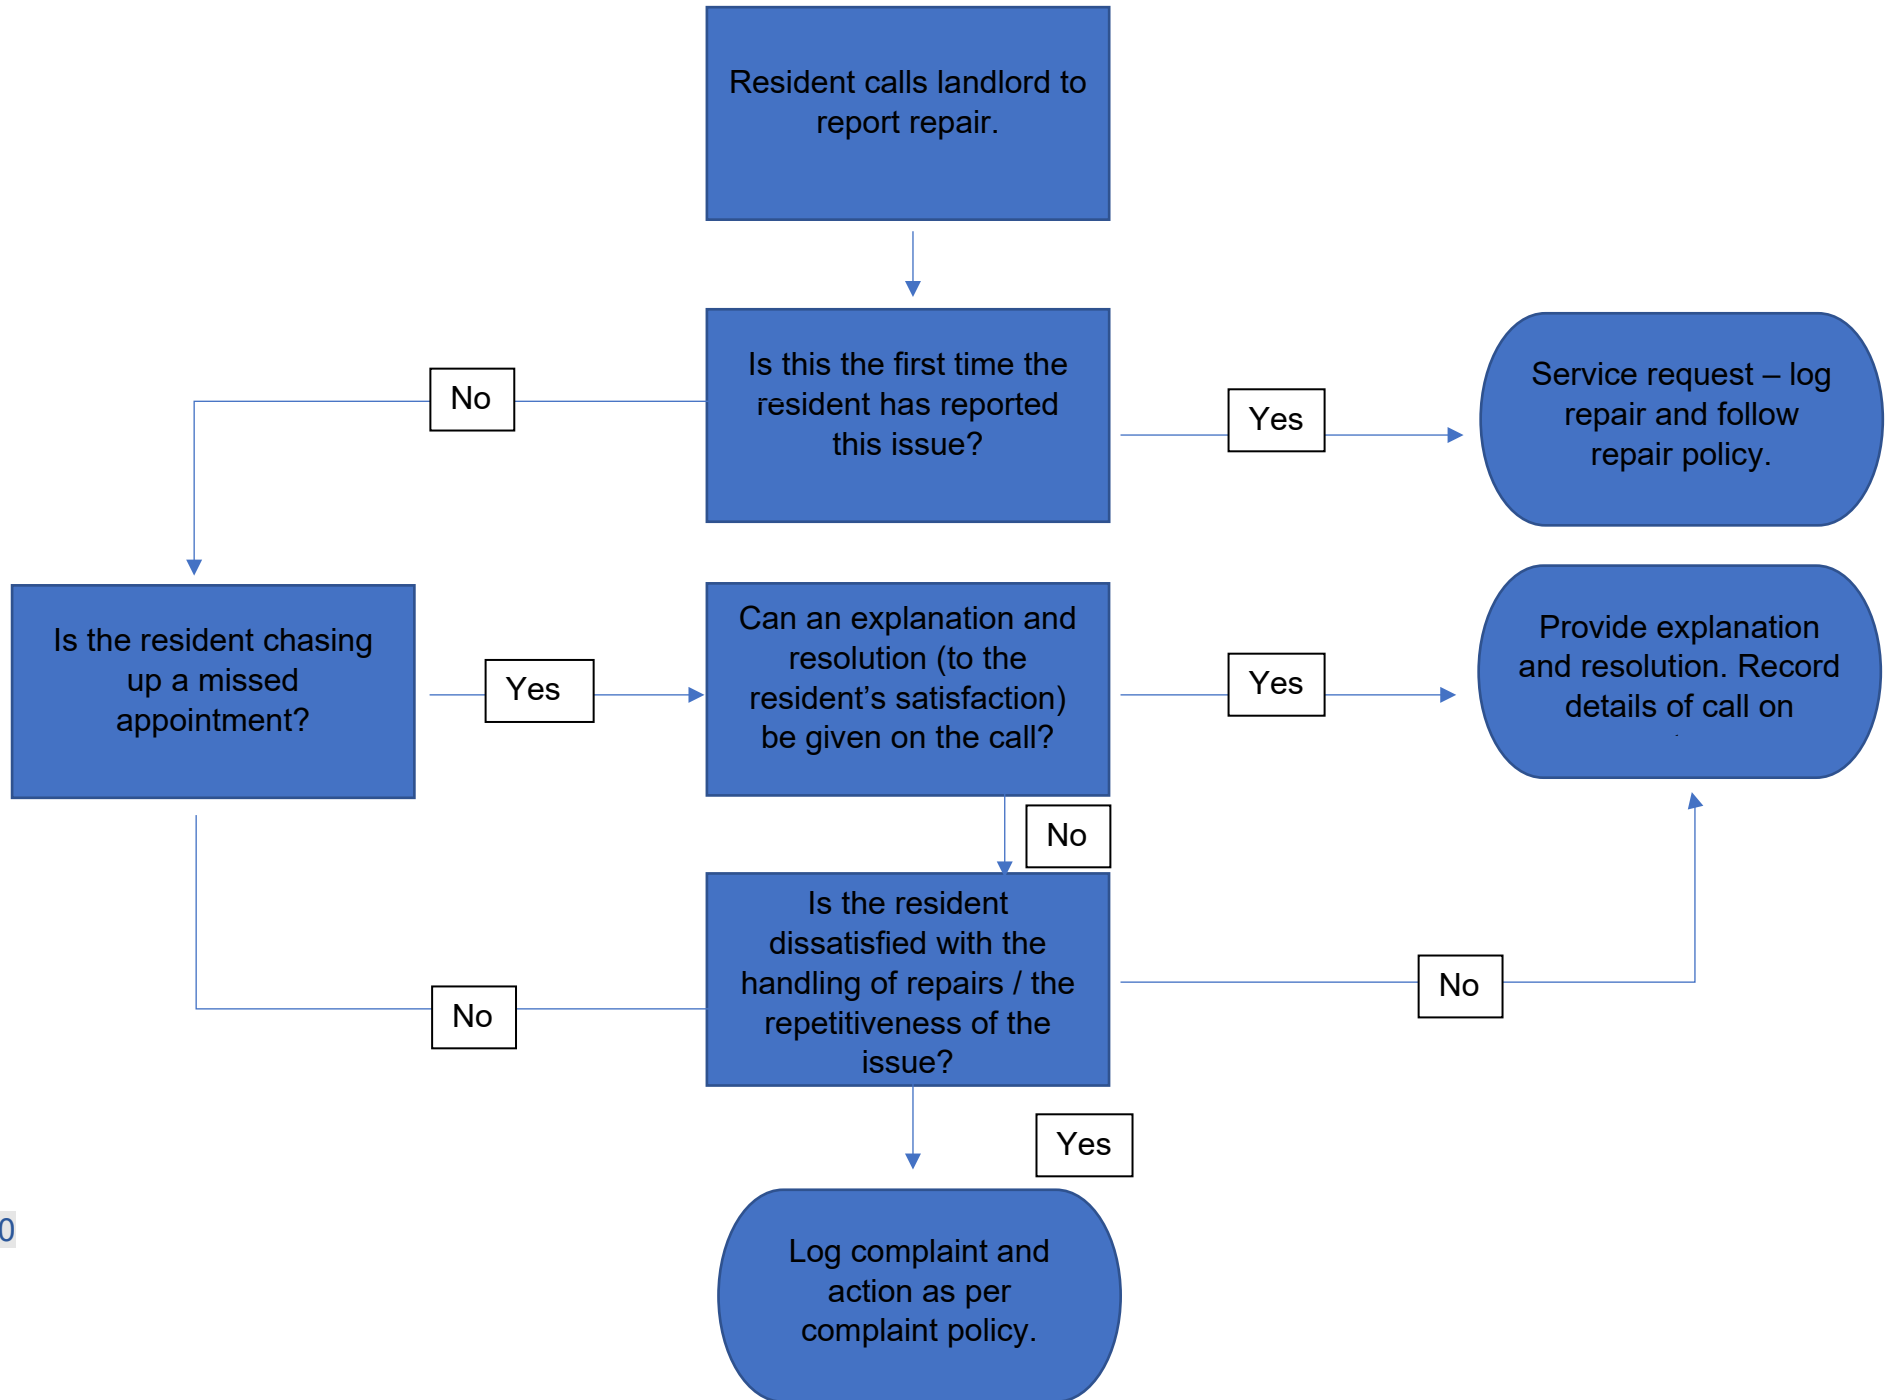 Resident calls landlord to
report repair.
Is this the first time the
resident has reported
this issue?
No
Yes
Service request – log
repair and follow
repair policy.
Is the resident chasing
up a missed
appointment?
Yes
Can an explanation and
resolution (to the
resident’s satisfaction)
be given on the call?
Yes
Provide explanation
and resolution. Record
details of call on
No
Is the resident
dissatisfied with the
handling of repairs / the
repetitiveness of the
issue?
No
No
Yes
Log complaint and
action as per
complaint policy.
0